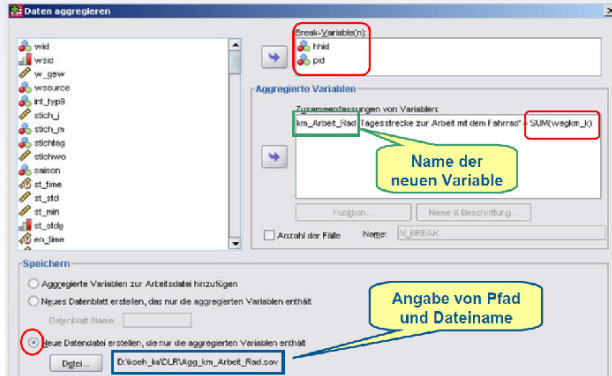 Daten aggregieren
Break-Variable(n):
hhid
pid
wid
wsid
w_gew
wsource
int_typ9
stich_j
stich_m
stichtag
stichwo
saison
st_time
st_std
st_min
st_stdg
en_time
Aggregierte Variablen
Zusammenfassungen von Variablen:
km_Arbeit_Rad 'Tagesstrecke zur Arbeit mit dem Fahrrad' = SUM(wegkm_k)
Name der
neuen Variable
Funktion...
Name & Beschriftung...
Anzahl der Fälle
Name:
N_BREAK
Speichern
Aggregierte Variablen zur Arbeitsdatei hinzufügen
Neues Datenblatt erstellen, das nur die aggregierten Variablen enthält
Datenblatt-Name:
Neue Datendatei erstellen, die nur die aggregierten Variablen enthält
Datei...
D:\koeh_ka\DLR\Agg_km_Arbeit_Rad.sav
Angabe von Pfad
und Dateiname